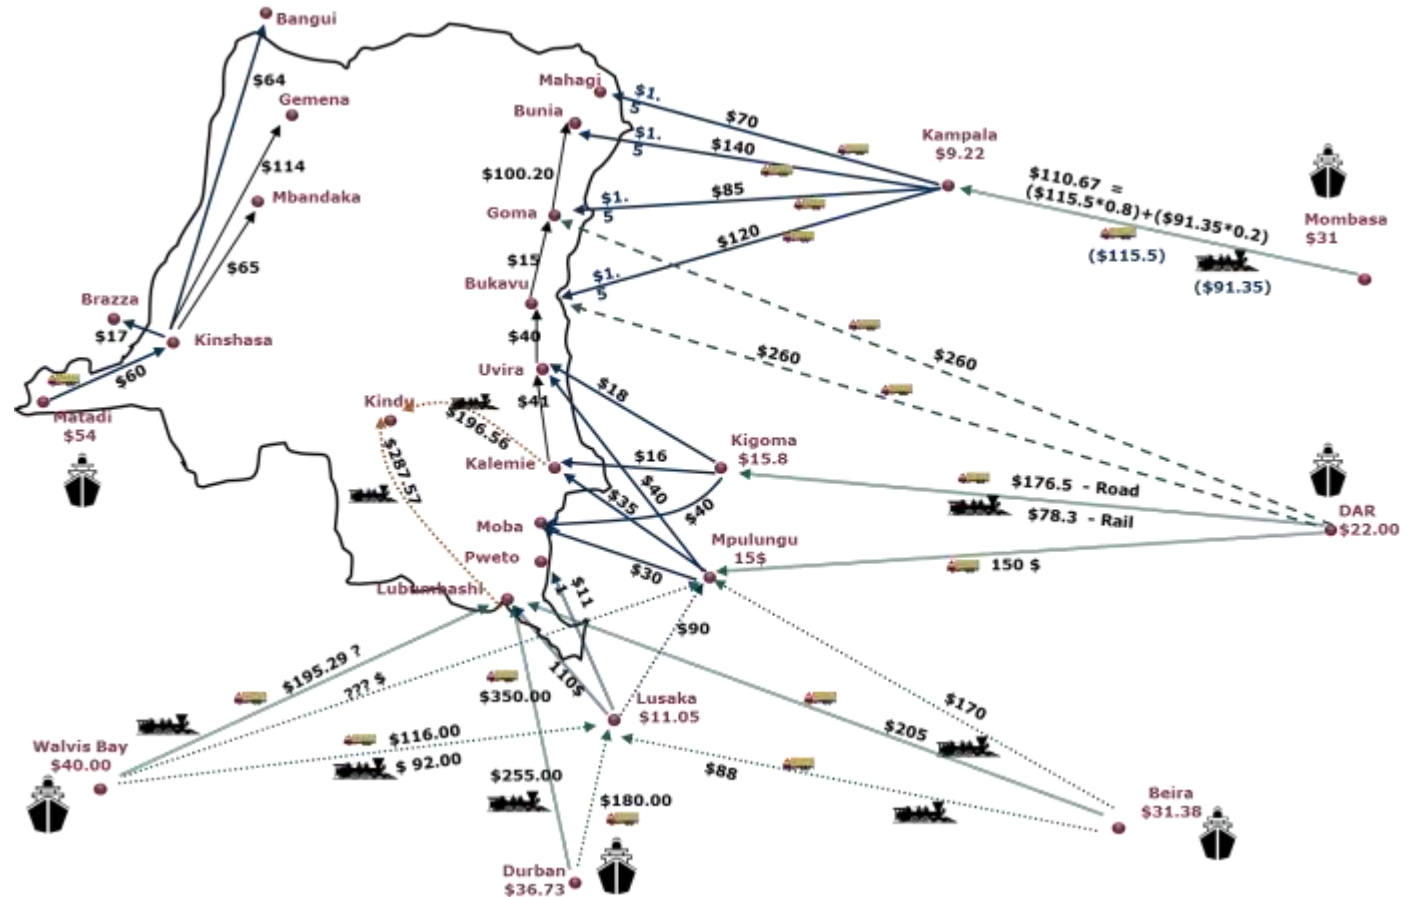 Bangui
$64
Gemena
$114
Mbandaka
$65
Brazza
$17
Kinshasa
$60
Matadi
$54
Mahagi
$1.
5
$70
Bunia
$1.
5
$140
$100.20
Goma
$1.
5
$85
$120
$15
Bukavu
$1.
5
$40
Uvira
$18
$41
Kindu
$196.56
$287.57
Kalemie
$16
$35
$40
$40
Kampala
$9.22
$110.67 =
($115.5*0.8)+($91.35*0.2)
($115.5)
($91.35)
Mombasa
$31
$260
$260
Kigoma
$15.8
$176.5 - Road
$78.3 - Rail
DAR
$22.00
Moba
Mpulungu
15$
150 $
Pweto
$30
$11
1
Lubumbashi
$90
$195.29 ?
??? $
110$
$350.00
Lusaka
$11.05
$170
$205
Walvis Bay
$40.00
$116.00
$ 92.00
$255.00
$180.00
$88
Beira
$31.38
Durban
$36.73